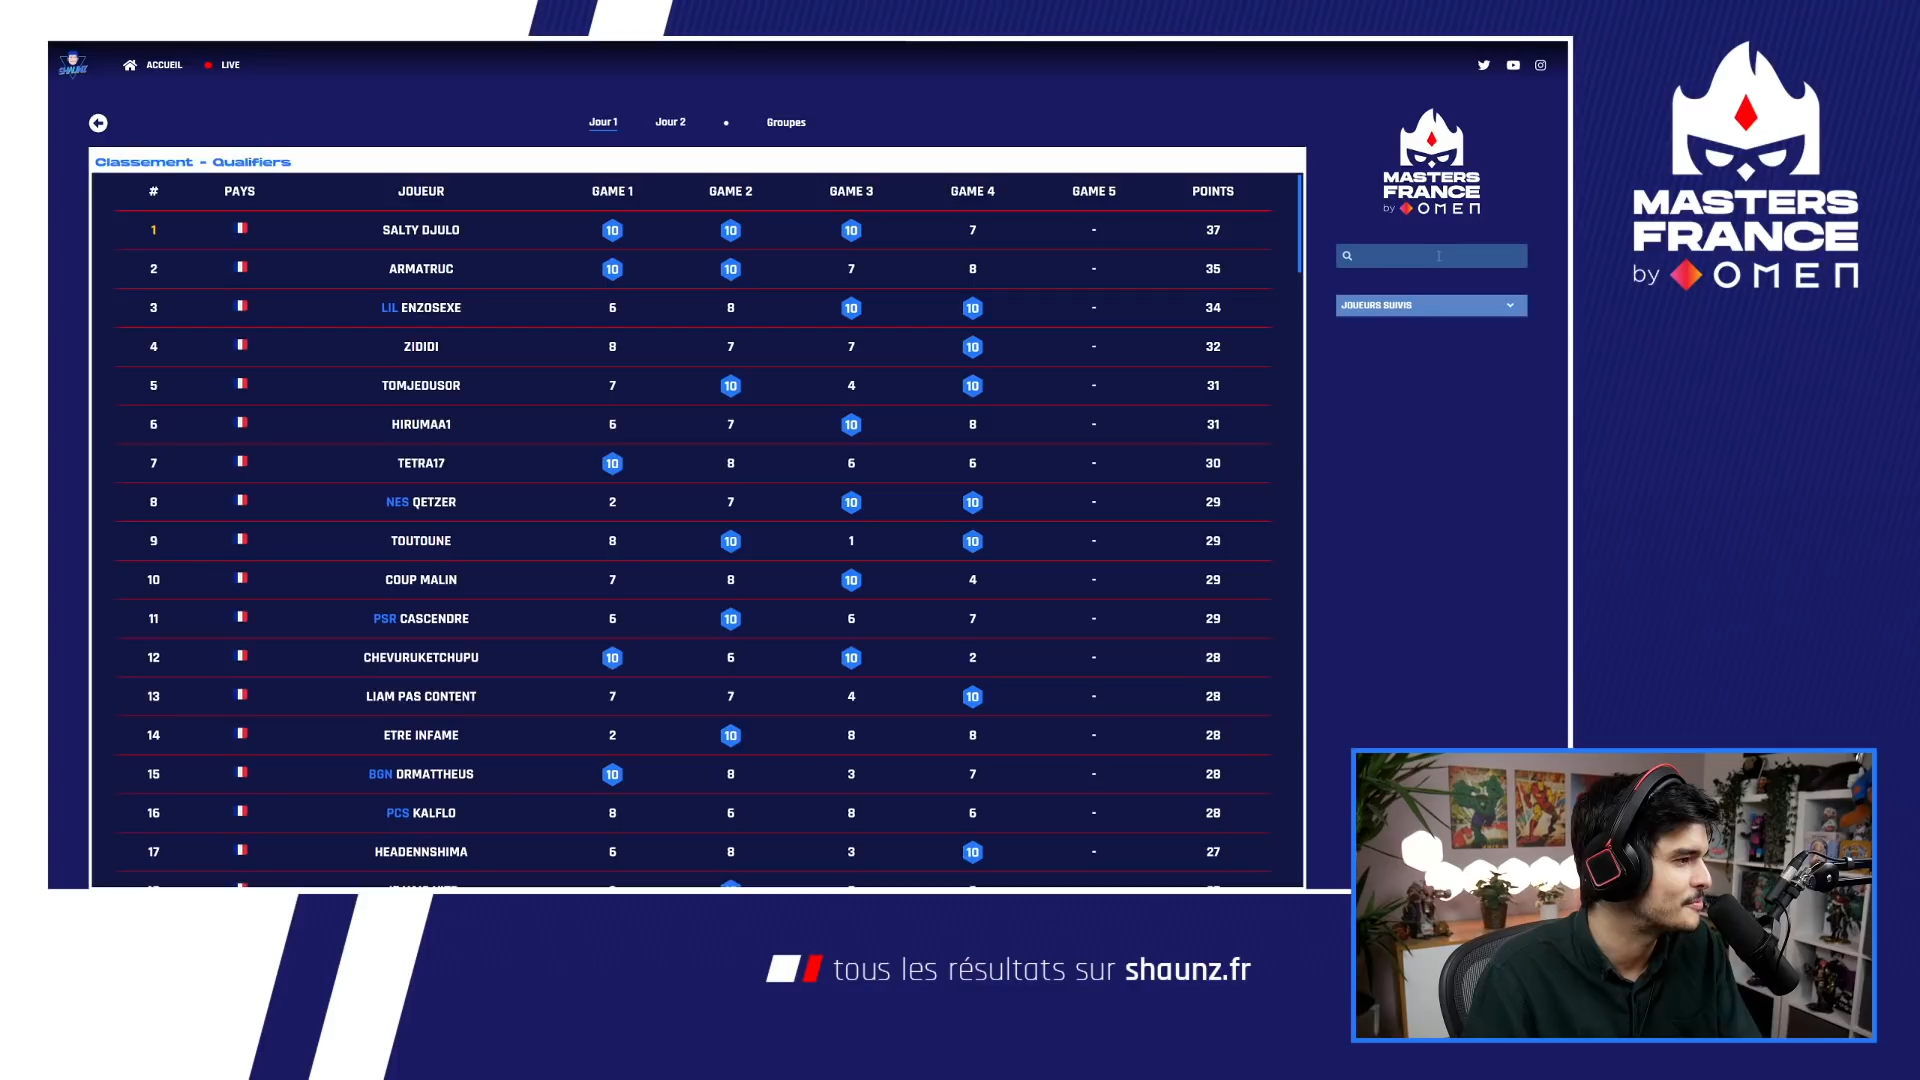 SHAUNZ
ACCUEIL LIVE
Jour 1 Jour 2 • Groupes
Classement - Qualifiers
# PAYS JOUEUR GAME 1 GAME 2 GAME 3 GAME 4 GAME 5 POINTS
1 SALTY DJULO 10 10 10 7 - 37
2 ARMATRUC 10 10 7 8 - 35
3 LIL ENZOSEXE 6 8 10 10 - 34
4 ZIDIDI 8 7 7 10 - 32
5 TOMJEDUSOR 7 10 4 10 - 31
6 HIRUMAA1 6 7 10 8 - 31
7 TETRA17 10 8 6 6 - 30
8 NES QETZER 2 7 10 10 - 29
9 TOUTOUNE 8 10 1 10 - 29
10 COUP MALIN 7 8 10 4 - 29
11 PSR CASCENDRE 6 10 6 7 - 29
12 CHEVURUKETCHUPU 10 6 10 2 - 28
13 LIAM PAS CONTENT 7 7 4 10 - 28
14 ETRE INFAME 2 10 8 8 - 28
15 BGN DRMATTHEUS 10 8 3 7 - 28
16 PCS KALFLO 8 6 8 6 - 28
17 HEADENNSHIMA 6 8 3 10 - 27
MASTERS
FRANCE
by OMEN
JOUEURS SUIVIS
MASTERS
FRANCE
by OMEN
tous les résultats sur shaunz.fr